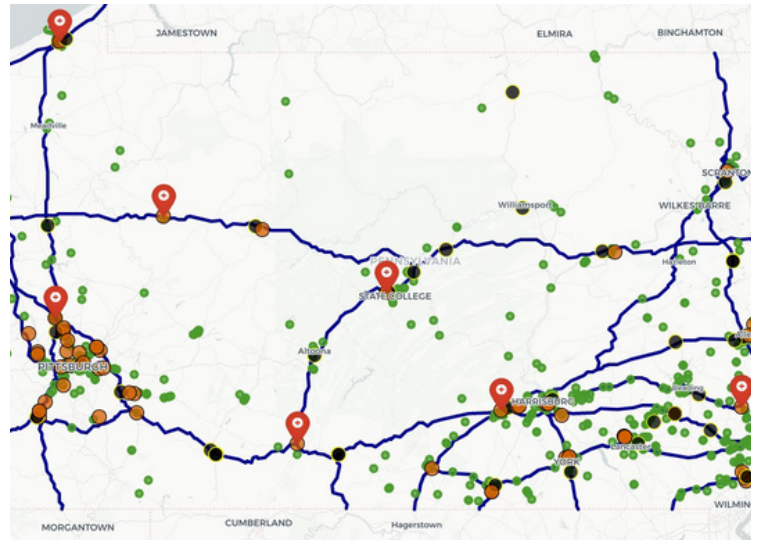 JAMESTOWN
ELMIRA
BINGHAMTON
Meadville
SCRANTON
Williamsport
WILKES BARRE
PENNSYLVANIA
Hazleton
STATE COLLEGE
Altoona
PITTSBURGH
Reading
HARRISBURG
Lancaster
YORK
WILMING
MORGANTOWN
CUMBERLAND
Hagerstown